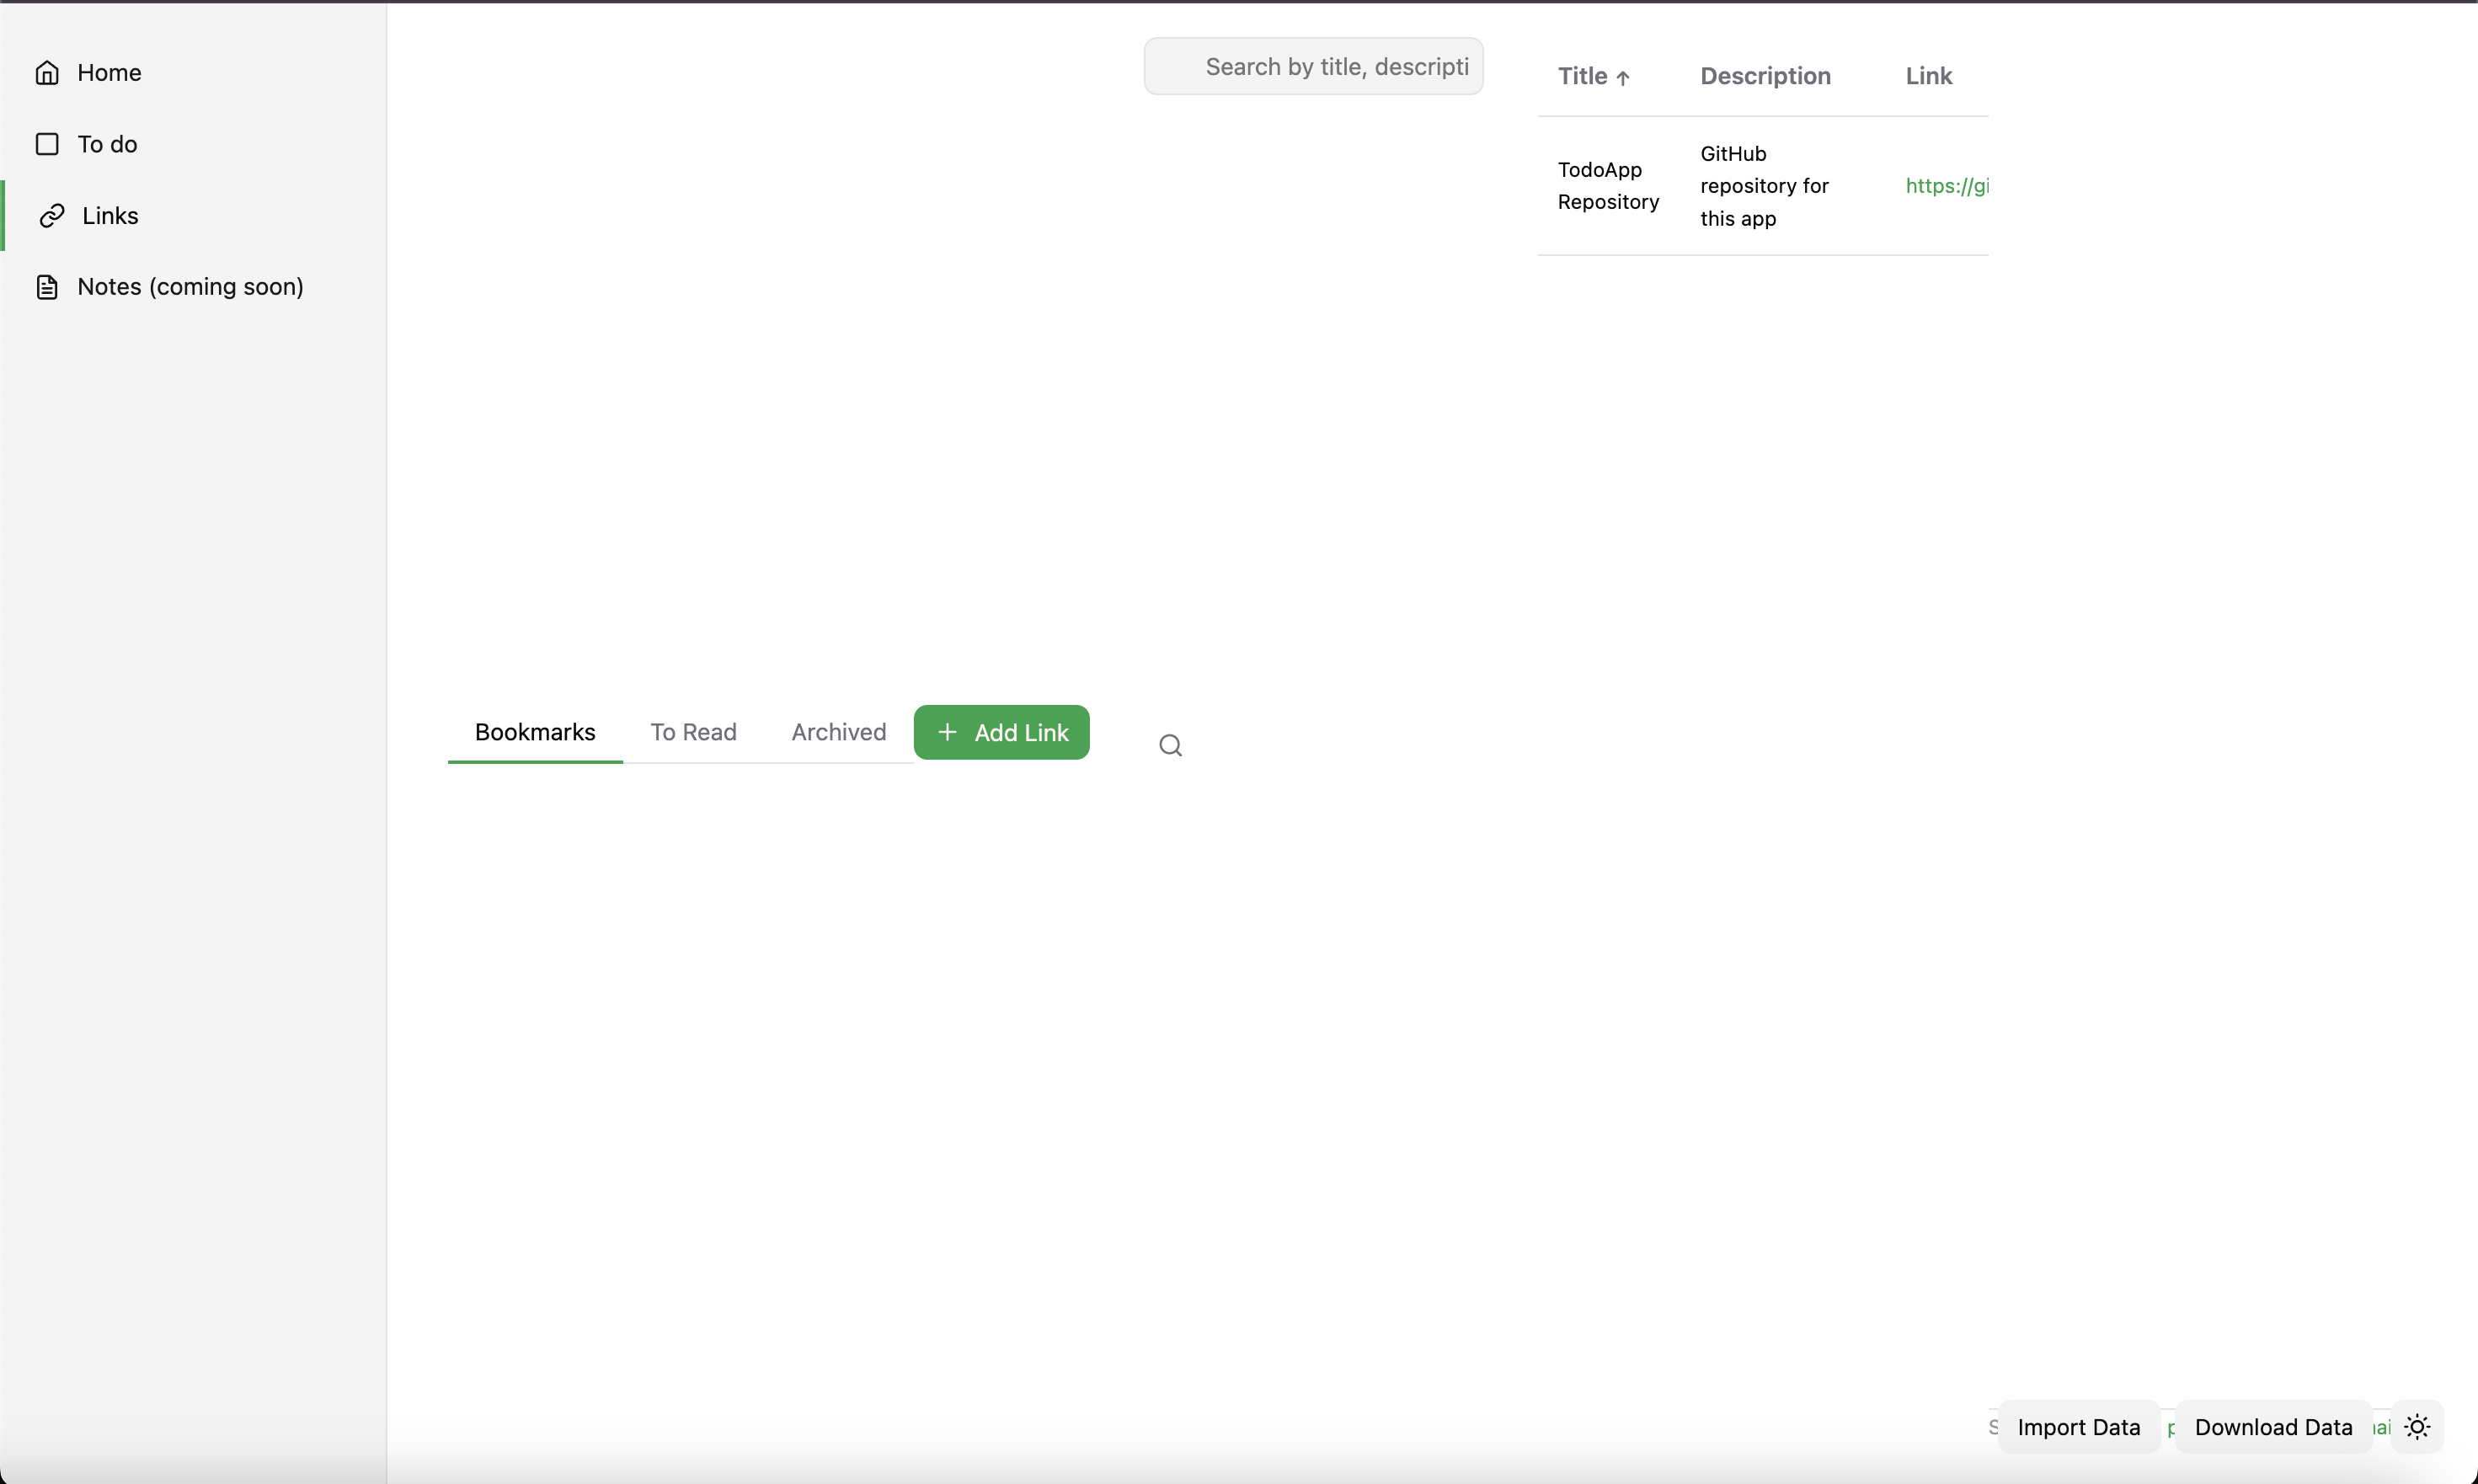 Home
To do
Links
Notes (coming soon)
Search by title, descripti
Title ↑ Description Link
TodoApp
Repository
GitHub
repository for
this app
https://gi
Bookmarks To Read Archived + Add Link
Import Data Download Data